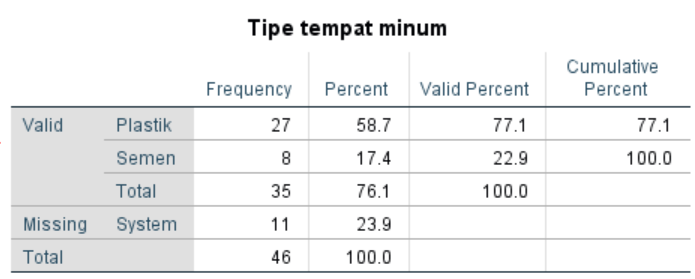 Tipe tempat minum
Frequency Percent Valid Percent Cumulative Percent
Valid Plastik 27 58.7 77.1 77.1
Semen 8 17.4 22.9 100.0
Total 35 76.1 100.0
Missing System 11 23.9
Total 46 100.0